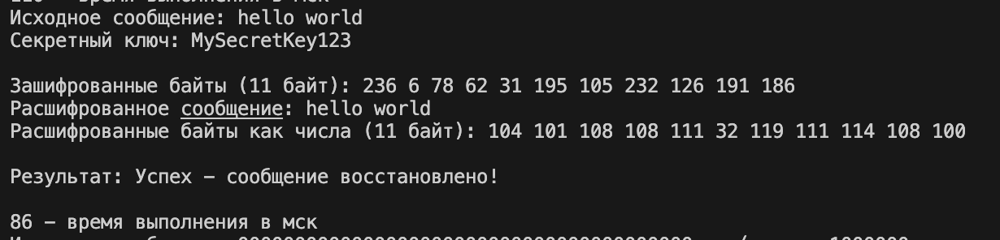 Исходное сообщение: hello world
Секретный ключ: MySecretKey123
Зашифрованные байты (11 байт): 236 6 78 62 31 195 105 232 126 191 186
Расшифрованное сообщение: hello world
Расшифрованные байты как числа (11 байт): 104 101 108 108 111 32 119 111 114 108 100
Результат: Успех – сообщение восстановлено!
86 – время выполнения в мск